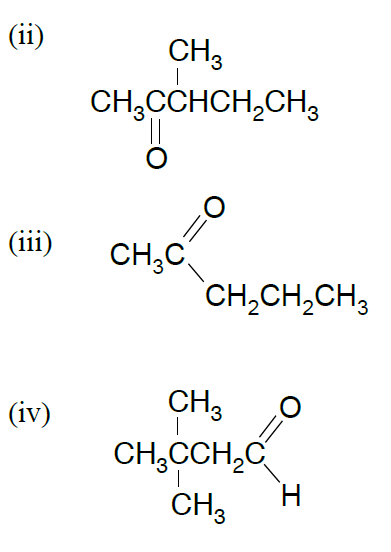 (ii)
CH₃
CH₃CCHCH₂CH₃
O
(iii)
O
CH₃C
CH₂CH₂CH₃
(iv)
CH₃
O
CH₃CCH₂C
H
CH₃